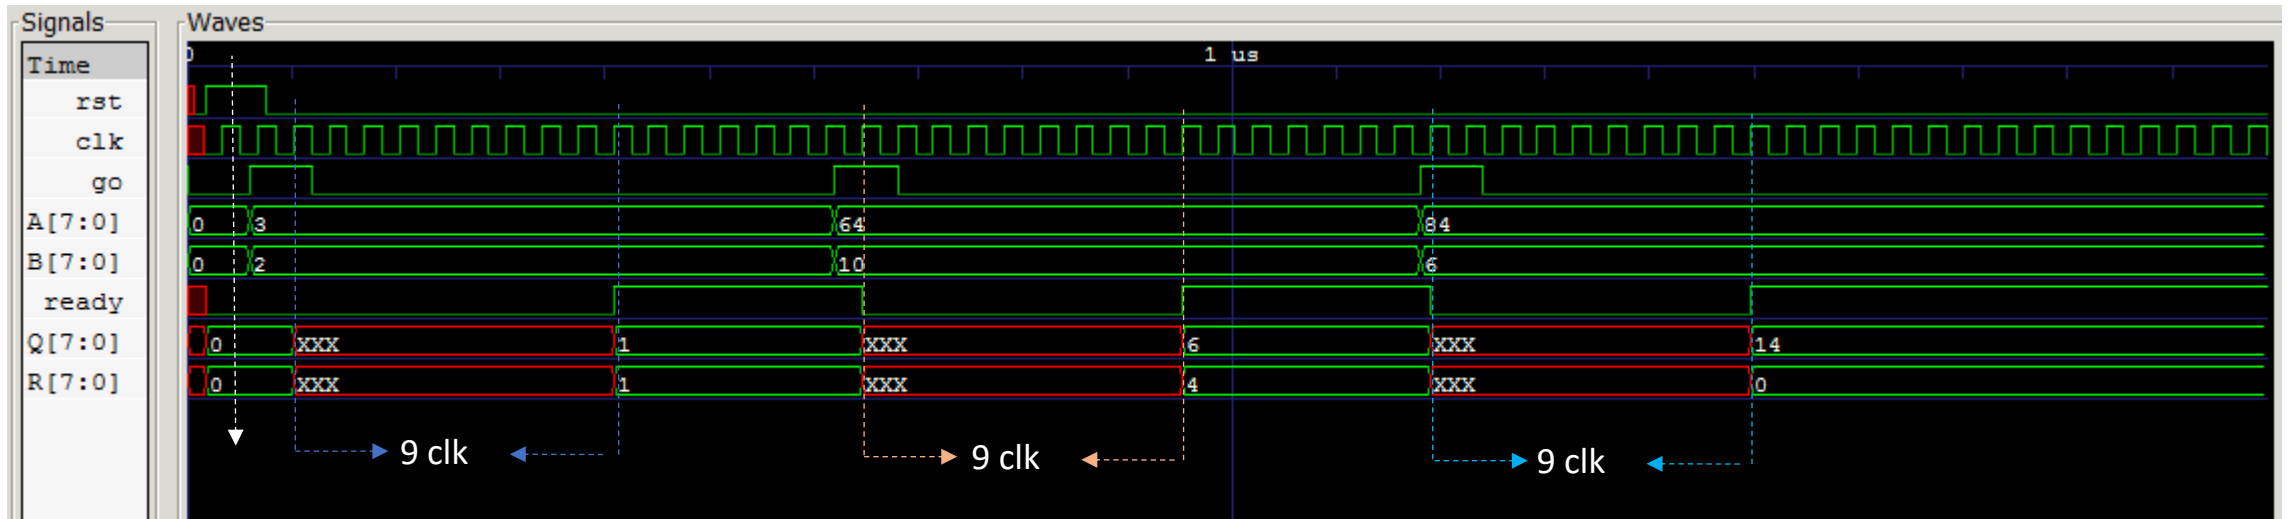 Signals Waves
Time 0 1 us
rst
clk
go
A[7:0] 0 3 64 84
B[7:0] 0 2 10 6
ready
Q[7:0] 0 XXX 1 XXX 6 XXX 14
R[7:0] 0 XXX 1 XXX 4 XXX 0
9 clk 9 clk 9 clk